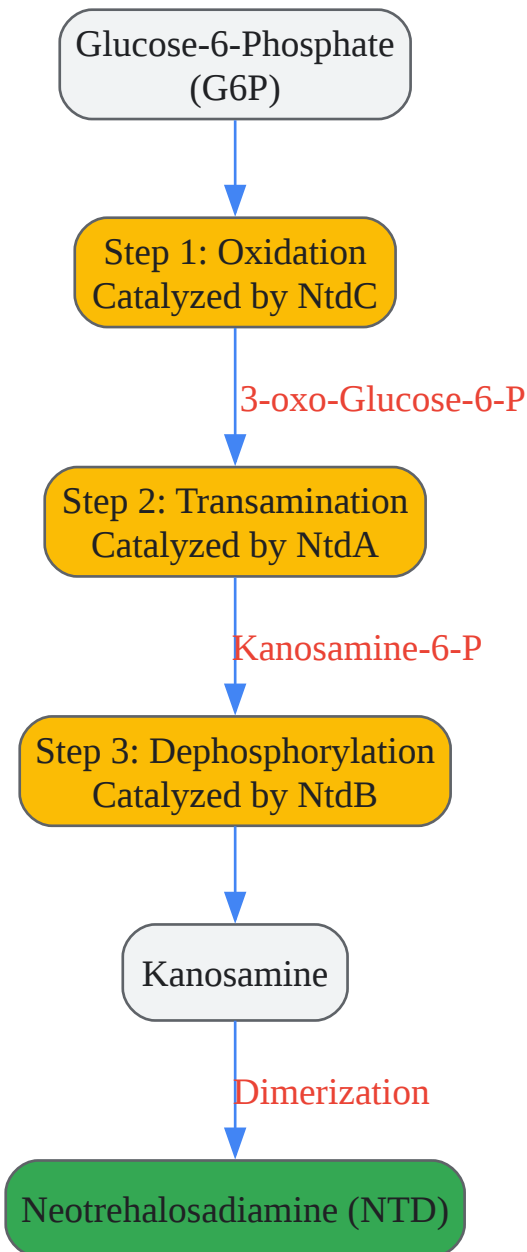 Glucose-6-Phosphate
(G6P)
Step 1: Oxidation
Catalyzed by NtdC
3-oxo-Glucose-6-P
Step 2: Transamination
Catalyzed by NtdA
Kanosamine-6-P
Step 3: Dephosphorylation
Catalyzed by NtdB
Kanosamine
Dimerization
Neotrehalosadiamine (NTD)